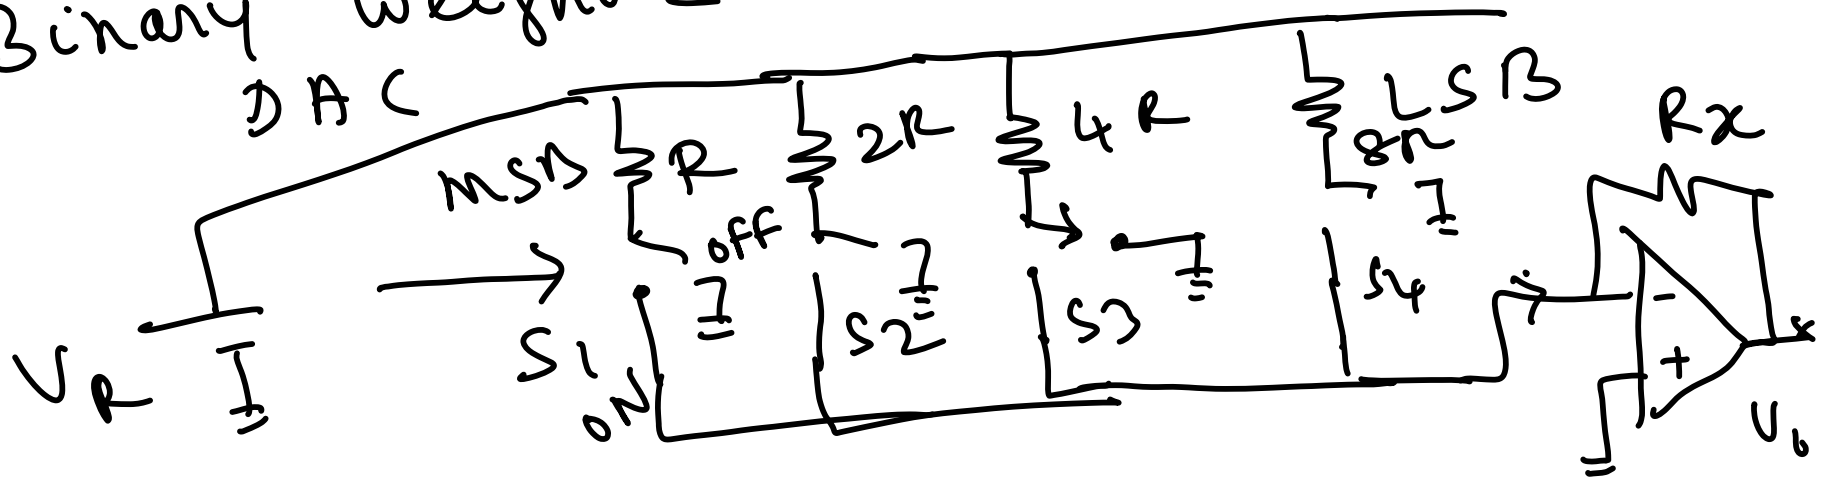 Binary
DAC
MSB
R
2R
4R
LSB
8R
Rx
OFF
S1
ON
S2
S3
S4
i
VR
-
+
V0